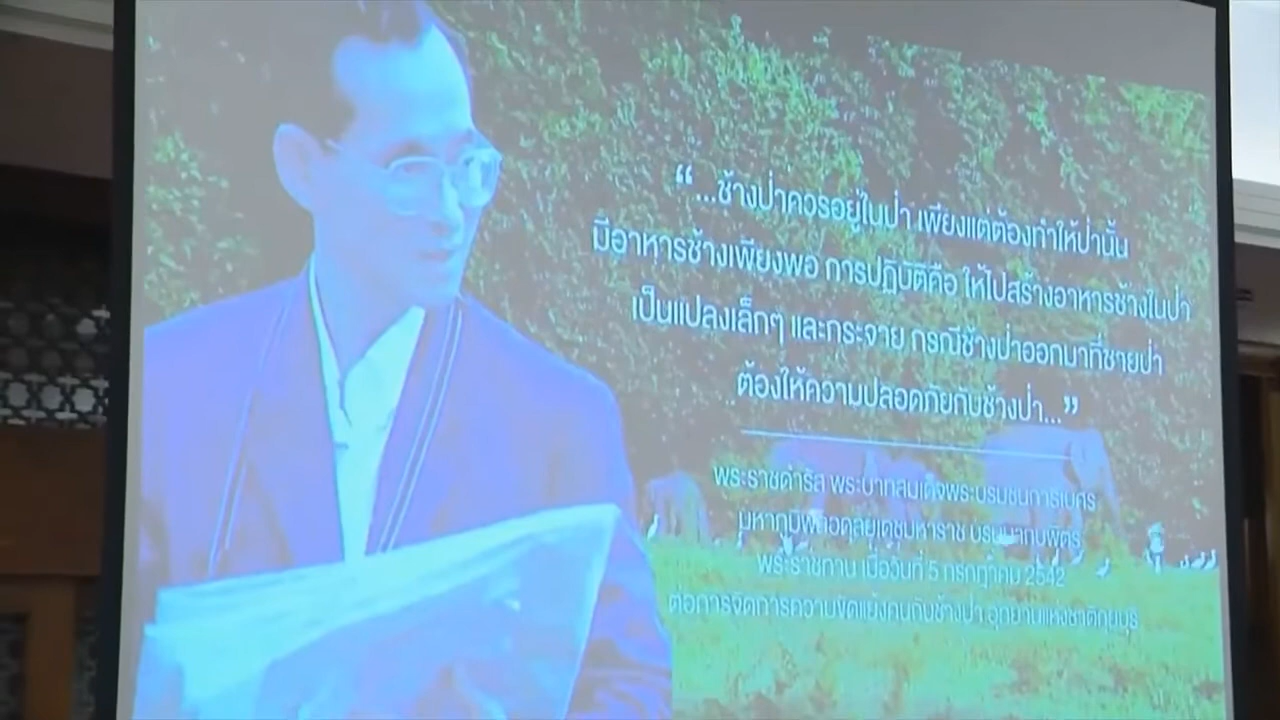 “...ช้างป่าควรอยู่ในป่า เพียงแต่ต้องทำให้ป่านั้น
มีอาหารช้างเพียงพอ การปฏิบัติคือ ให้ไปสร้างอาหารช้างในป่า
เป็นแปลงเล็กๆ และกระจาย กรณีช้างป่าออกมาที่ชายป่า
ต้องให้ความปลอดภัยกับช้างป่า...”
พระราชดำริส พระบาทสมเด็จพระบรมชนกาธิเบศร
มหาภูมิพลอดุลยเดชมหาราช บรมนาถบพิตร
พระราชทาน เมื่อวันที่ 5 กรกฎาคม 2542
ต่อการจัดการความขัดแย้งคนกับช้างป่า อุทยานแห่งชาติกุยบุรี